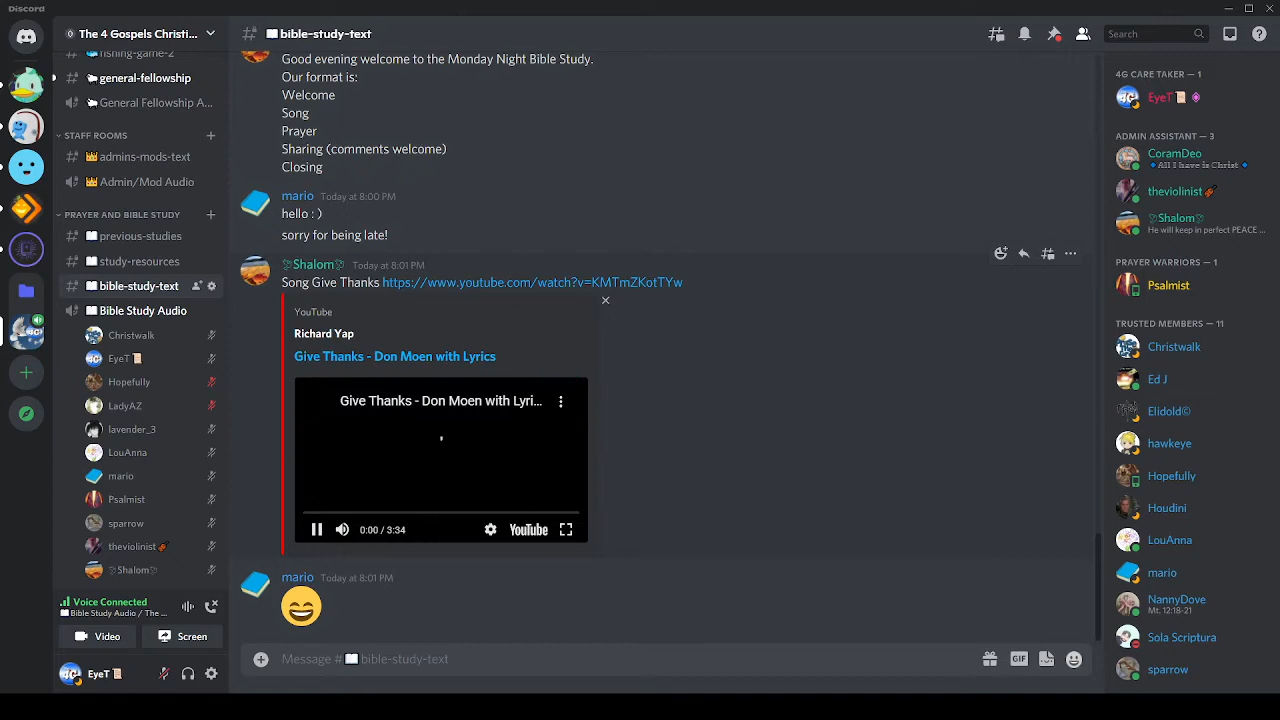 Discord
The 4 Gospels Christi...
bible-study-text
Search
fishing-game-2
general-fellowship
General Fellowship A...
STAFF ROOMS
admins-mods-text
Admin/Mod Audio
PRAYER AND BIBLE STUDY
previous-studies
study-resources
bible-study-text
Bible Study Audio
Christwalk
EyeT
Hopefully
LadyAZ
lavender_3
LouAnna
mario
Psalmist
sparrow
theviolinist
Shalom
Voice Connected
Bible Study Audio / The ...
Video
Screen
EyeT
Good evening welcome to the Monday Night Bible Study.
Our format is:
Welcome
Song
Prayer
Sharing (comments welcome)
Closing
mario Today at 8:00 PM
hello : )
sorry for being late!
Shalom Today at 8:01 PM
Song Give Thanks https://www.youtube.com/watch?v=KMTmZKotTYw
YouTube
Richard Yap
Give Thanks - Don Moen with Lyrics
Give Thanks - Don Moen with Lyri...
0:00 / 3:34
YouTube
mario Today at 8:01 PM
Message # bible-study-text
GIF
4G CARE TAKER — 1
EyeT
ADMIN ASSISTANT — 3
CoramDeo
All I have is Christ
theviolinist
Shalom
He will keep in perfect PEACE ...
PRAYER WARRIORS — 1
Psalmist
TRUSTED MEMBERS — 11
Christwalk
Ed J
Elidold©
hawkeye
Hopefully
Houdini
LouAnna
mario
NannyDove
Mt. 12:18-21
Sola Scriptura
sparrow